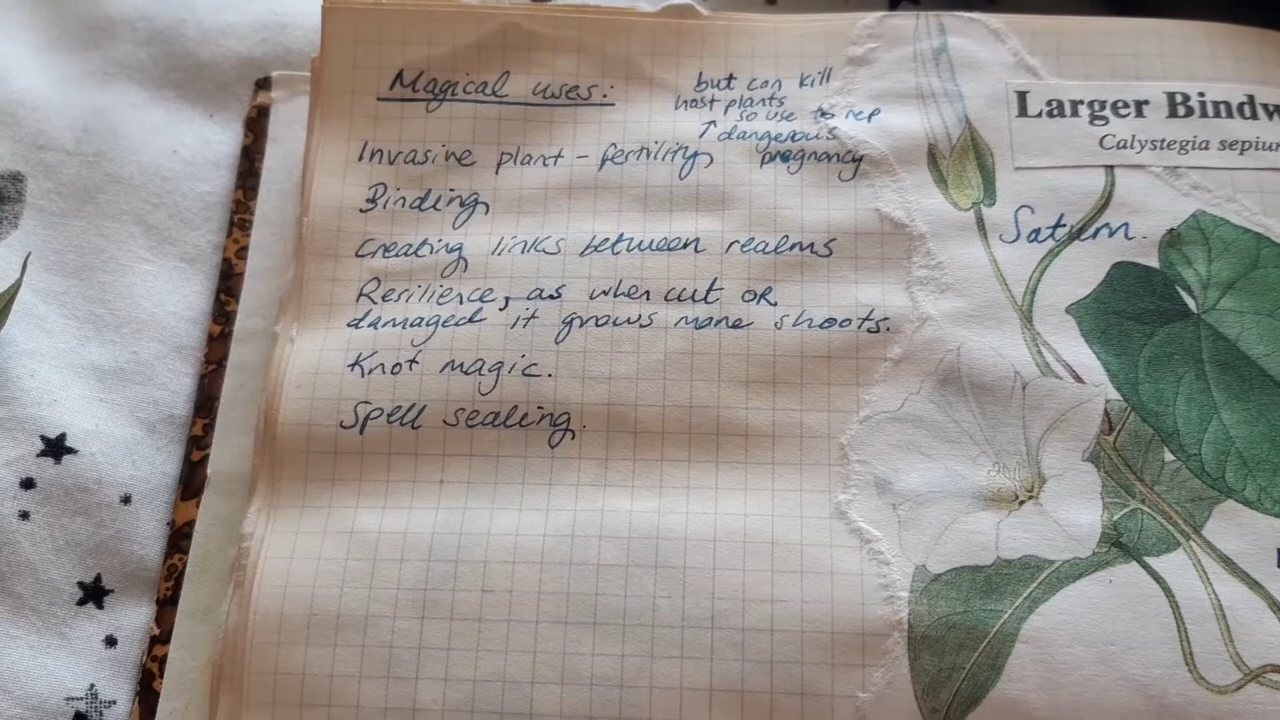 Magical uses:
but can kill
host plants
so use to rep
↑ dangerous
Invasive plant - fertility, pregnancy
Binding
Creating links between realms
Resilience, as when cut OR
damaged it grows more shoots.
Knot magic.
Spell sealing.
Larger Bindw
Calystegia sepiu
Saturn.